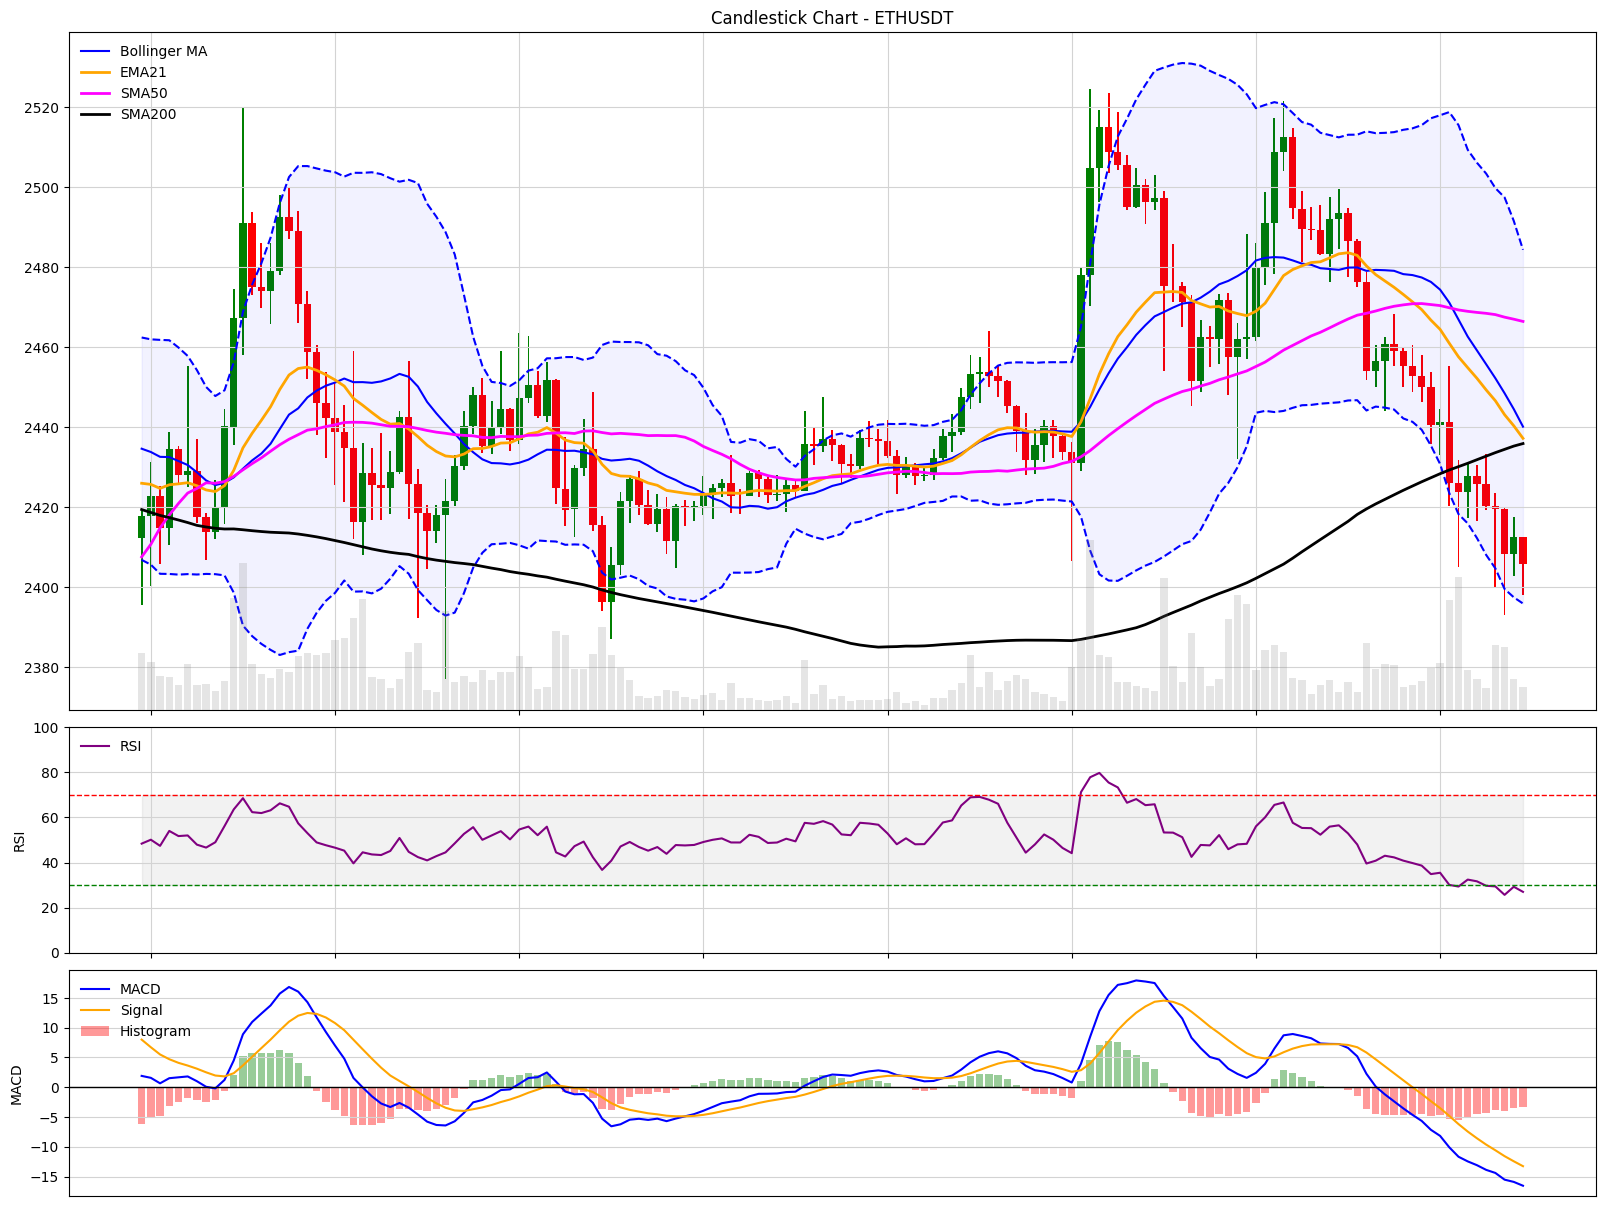 Candlestick Chart - ETHUSDT
Bollinger MA
EMA21
SMA50
SMA200
2520
2500
2480
2460
2440
2420
2400
2380
RSI
100
80
60
40
20
0
RSI
MACD
Signal
Histogram
15
10
5
0
−5
−10
−15
MACD